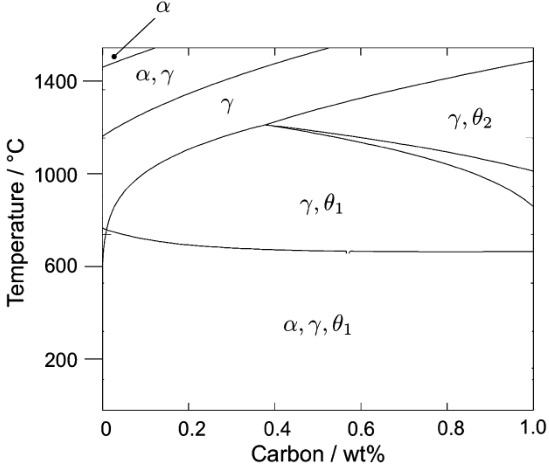 α
1400
α, γ
γ
γ, θ2
1000
γ, θ1
600
α, γ, θ1
200
Temperature / °C
0 0.2 0.4 0.6 0.8 1.0
Carbon / wt%